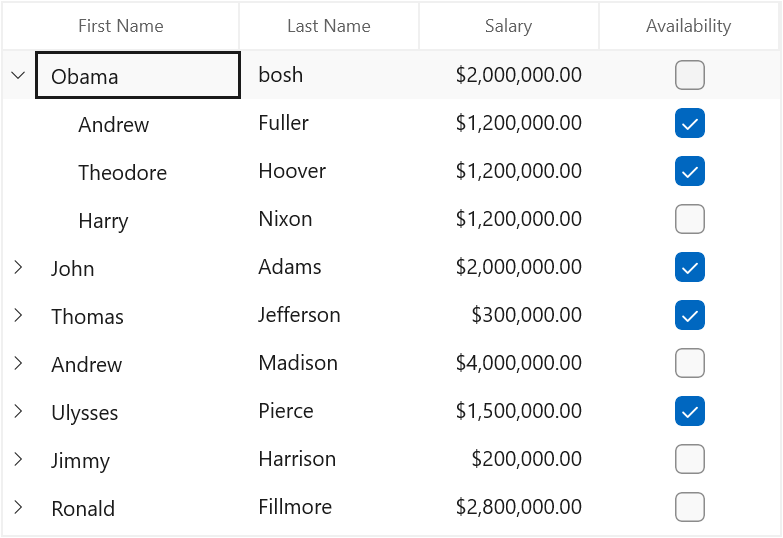 First Name Last Name Salary Availability
Obama bosh $2,000,000.00
Andrew Fuller $1,200,000.00
Theodore Hoover $1,200,000.00
Harry Nixon $1,200,000.00
John Adams $2,000,000.00
Thomas Jefferson $300,000.00
Andrew Madison $4,000,000.00
Ulysses Pierce $1,500,000.00
Jimmy Harrison $200,000.00
Ronald Fillmore $2,800,000.00